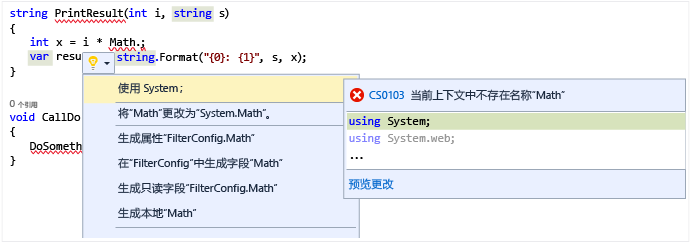 string PrintResult(int i, string s)
{
int x = i * Math.;
var resu string.Format("{0}: {1}", s, x);
}
使用 System;
将"Math"更改为"System.Math"。
生成属性"FilterConfig.Math"
在"FilterConfig"中生成字段"Math"
生成只读字段"FilterConfig.Math"
生成本地"Math"
0 个引用
void CallDo
{
DoSometh
}
CS0103 当前上下文中不存在名称"Math"
using System;
using System.web;
...
预览更改